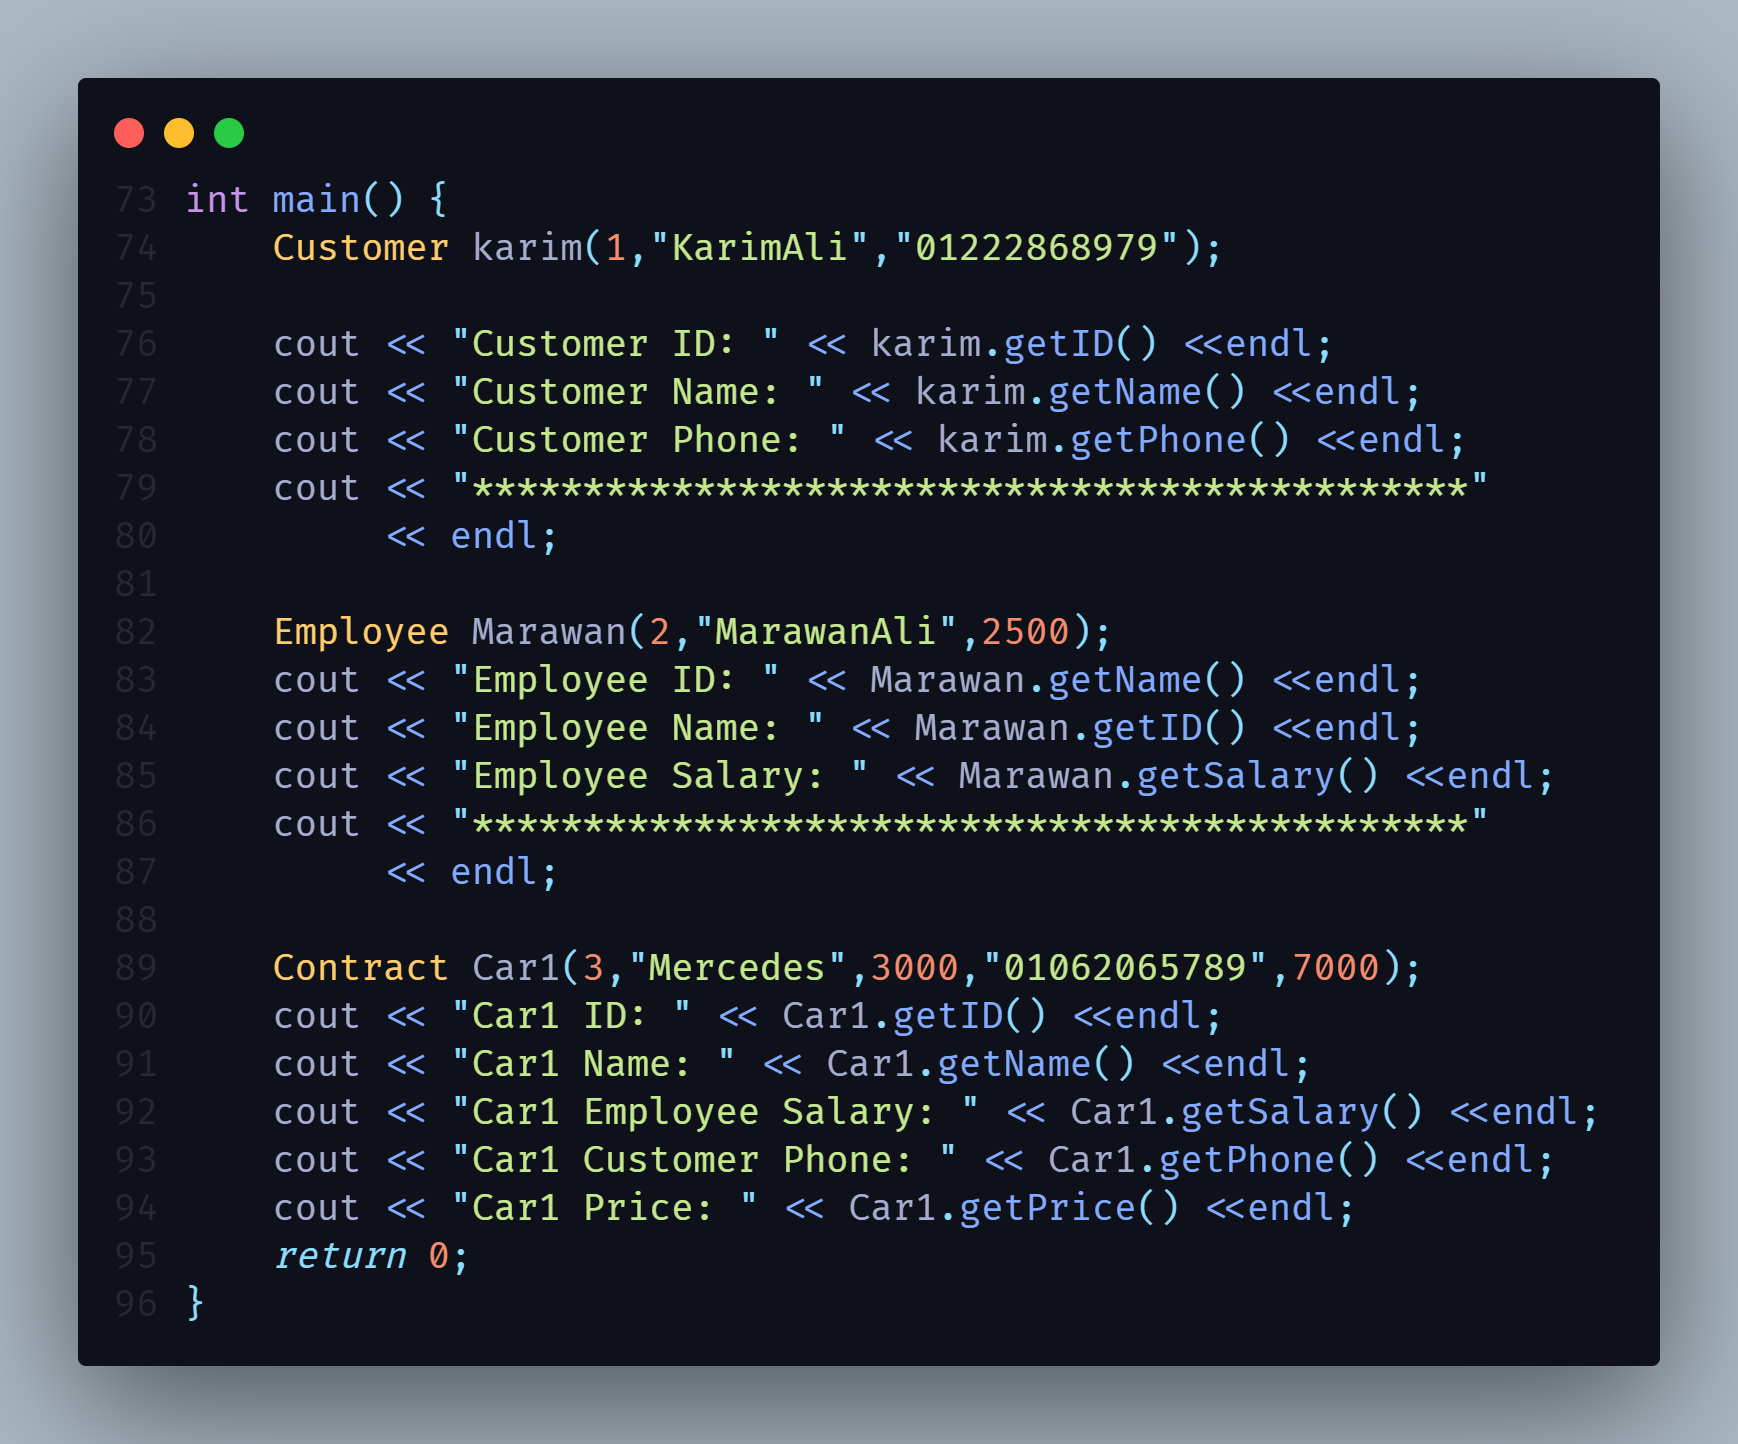 73 int main() {
74     Customer karim(1,"KarimAli","01222868979");
75
76     cout << "Customer ID: " << karim.getID() <<endl;
77     cout << "Customer Name: " << karim.getName() <<endl;
78     cout << "Customer Phone: " << karim.getPhone() <<endl;
79     cout << "*********************************************"
80          << endl;
81
82     Employee Marawan(2,"MarawanAli",2500);
83     cout << "Employee ID: " << Marawan.getName() <<endl;
84     cout << "Employee Name: " << Marawan.getID() <<endl;
85     cout << "Employee Salary: " << Marawan.getSalary() <<endl;
86     cout << "*********************************************"
87          << endl;
88
89     Contract Car1(3,"Mercedes",3000,"01062065789",7000);
90     cout << "Car1 ID: " << Car1.getID() <<endl;
91     cout << "Car1 Name: " << Car1.getName() <<endl;
92     cout << "Car1 Employee Salary: " << Car1.getSalary() <<endl;
93     cout << "Car1 Customer Phone: " << Car1.getPhone() <<endl;
94     cout << "Car1 Price: " << Car1.getPrice() <<endl;
95     return 0;
96 }